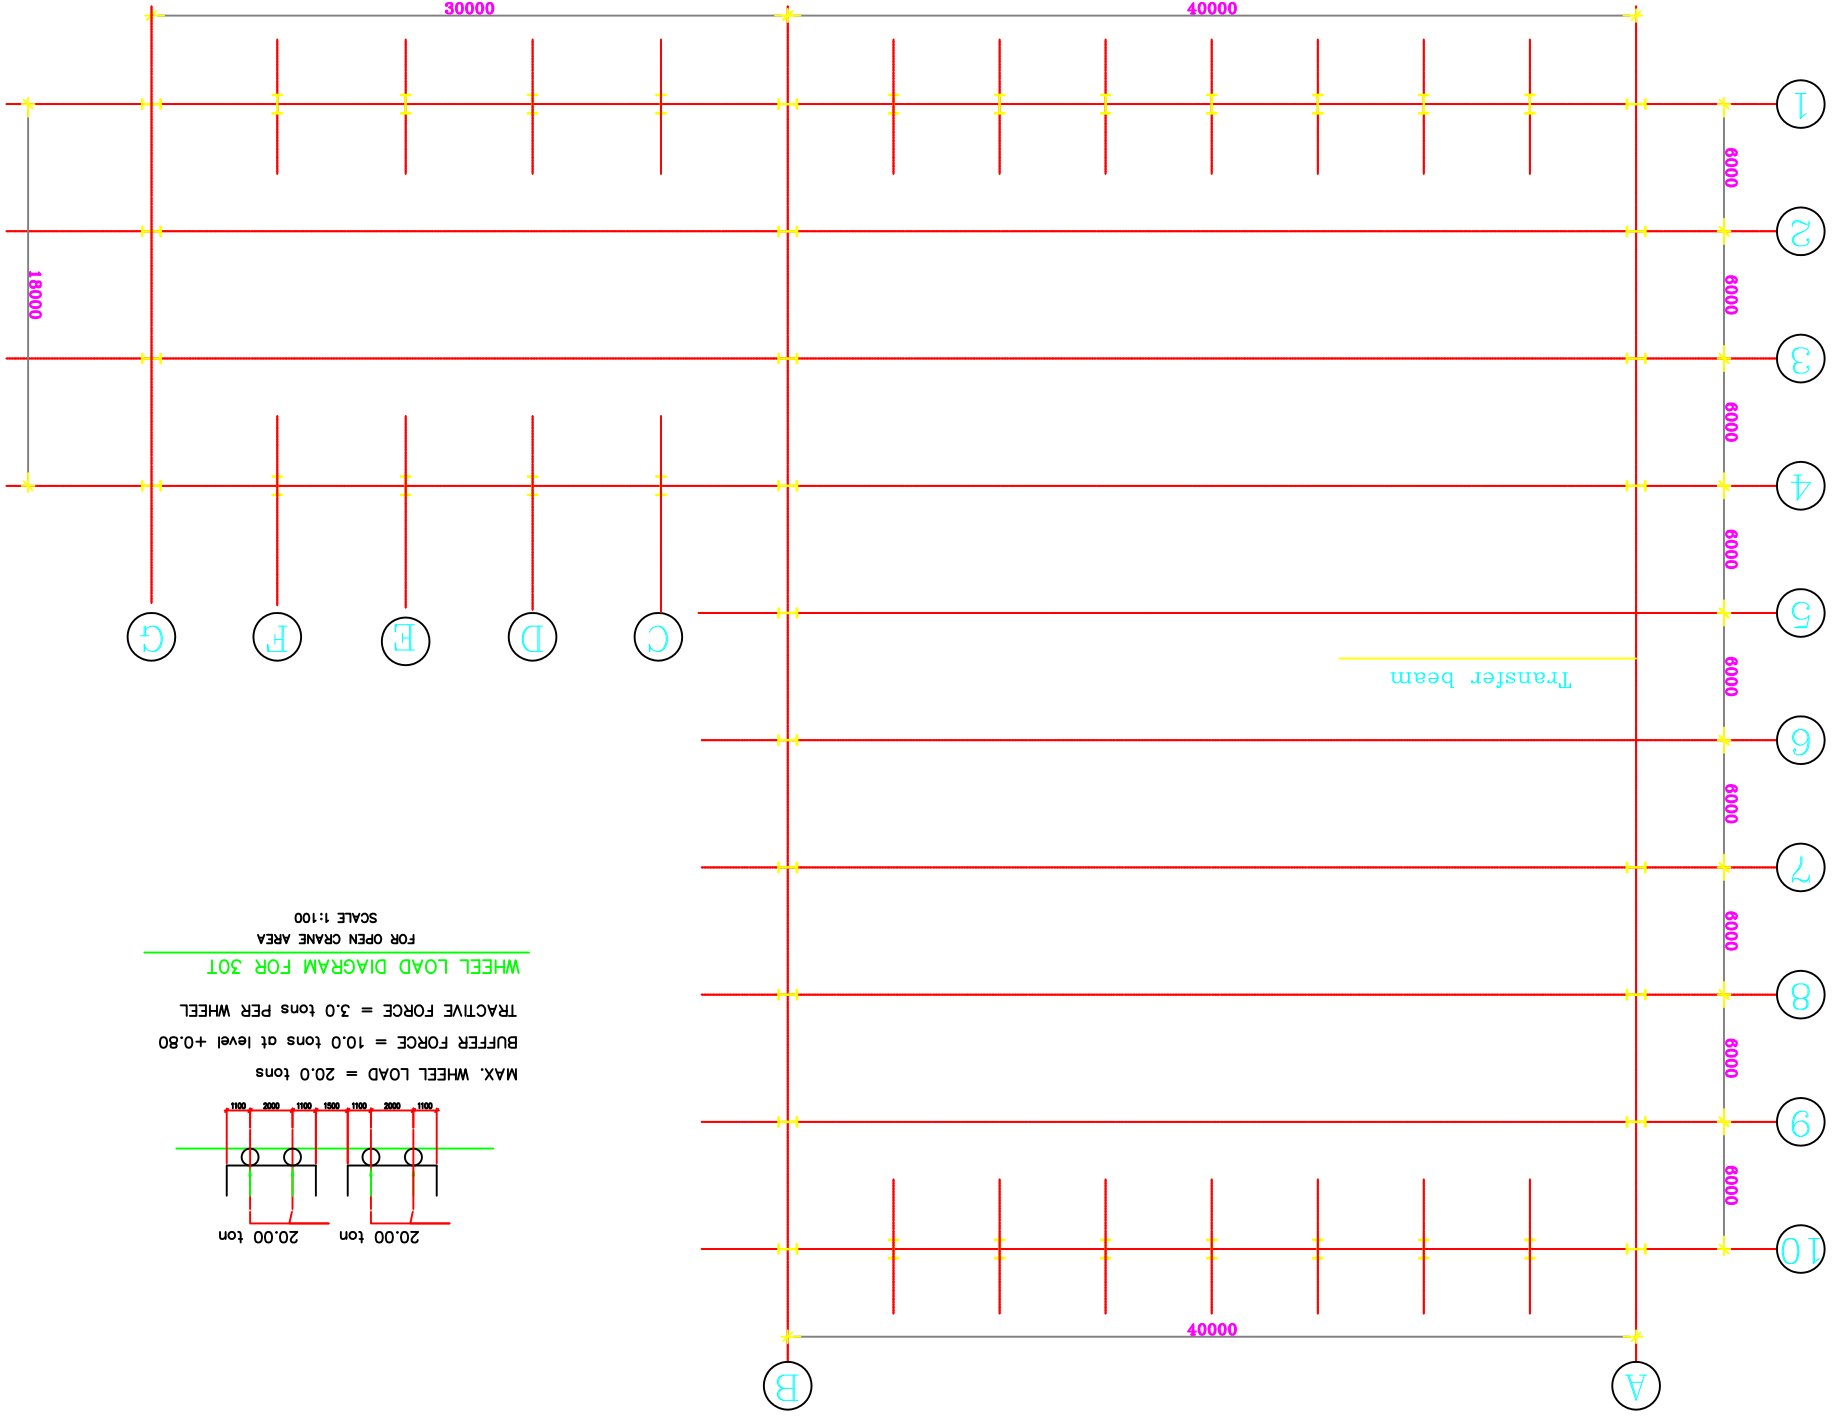 A
B
40000
10
20.00 ton
20.00 ton
6000
9
1100 2000 1100 1500 1100 2000 1100
MAX. WHEEL LOAD = 20.0 tons
6000
BUFFER FORCE = 10.0 tons at level +0.80
TRACTIVE FORCE = 3.0 tons PER WHEEL
8
WHEEL LOAD DIAGRAM FOR 30T
FOR OPEN CRANE AREA
SCALE 1:100
6000
7
6000
6
Transfer beam
6000
C
D
E
F
G
5
6000
4
6000
3
6000
18000
2
6000
1
40000
30000